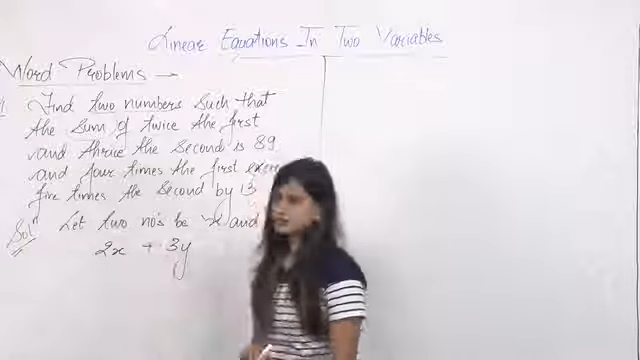 Linear Equations In Two Variables
Word Problems →
Find two numbers such that
the sum of twice the first
and thrice the second is 89
and four times the first
five times the second by 13
Solⁿ Let two no's be x and
2x + 3y